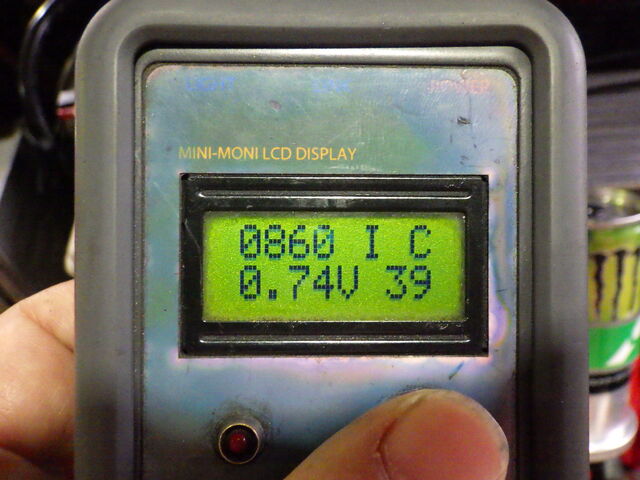 MINI-MONI LCD DISPLAY
0860 I C
0.74V 39